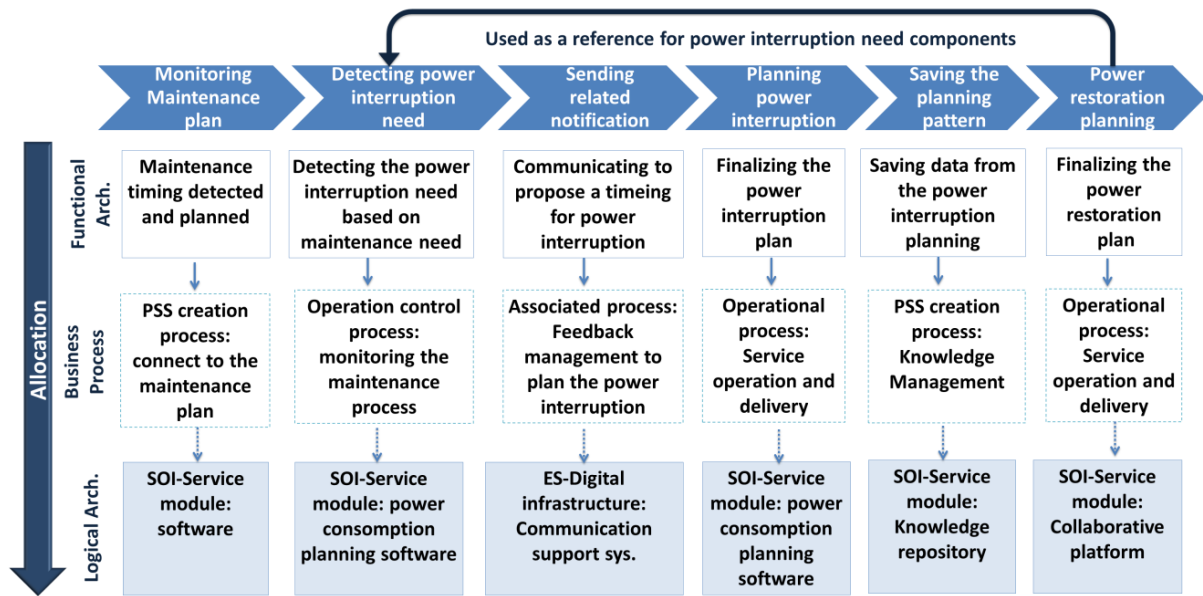 Used as a reference for power interruption need components
Monitoring
Maintenance
plan
Detecting power
interruption
need
Sending
related
notification
Planning
power
interruption
Saving the
planning
pattern
Power
restoration
planning
Allocation
Functional
Arch.
Maintenance
timing detected
and planned
Detecting the power
interruption need
based on
maintenance need
Communicating to
propose a timeing
for power
interruption
Finalizing the
power
interruption
plan
Saving data from
the power
interruption
planning
Finalizing the
power
restoration
plan
Business
Process
PSS creation
process:
connect to the
maintenance
plan
Operation control
process:
monitoring the
maintenance
process
Associated process:
Feedback
management to
plan the power
interruption
Operational
process:
Service
operation and
delivery
PSS creation
process:
Knowledge
Management
Operational
process:
Service
operation and
delivery
Logical Arch.
SOI-Service
module:
software
SOI-Service
module: power
consomption
planning software
ES-Digital
infrastructure:
Communication
support sys.
SOI-Service
module: power
consomption
planning
software
SOI-Service
module:
Knowledge
repository
SOI-Service
module:
Collaborative
platform